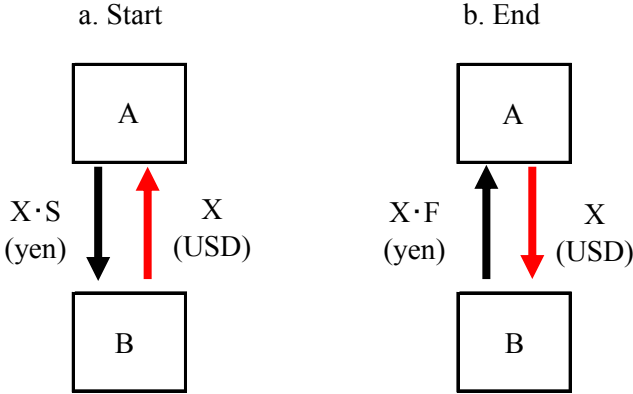 a. Start
A
X·S
(yen)
X
(USD)
B
b. End
A
X·F
(yen)
X
(USD)
B